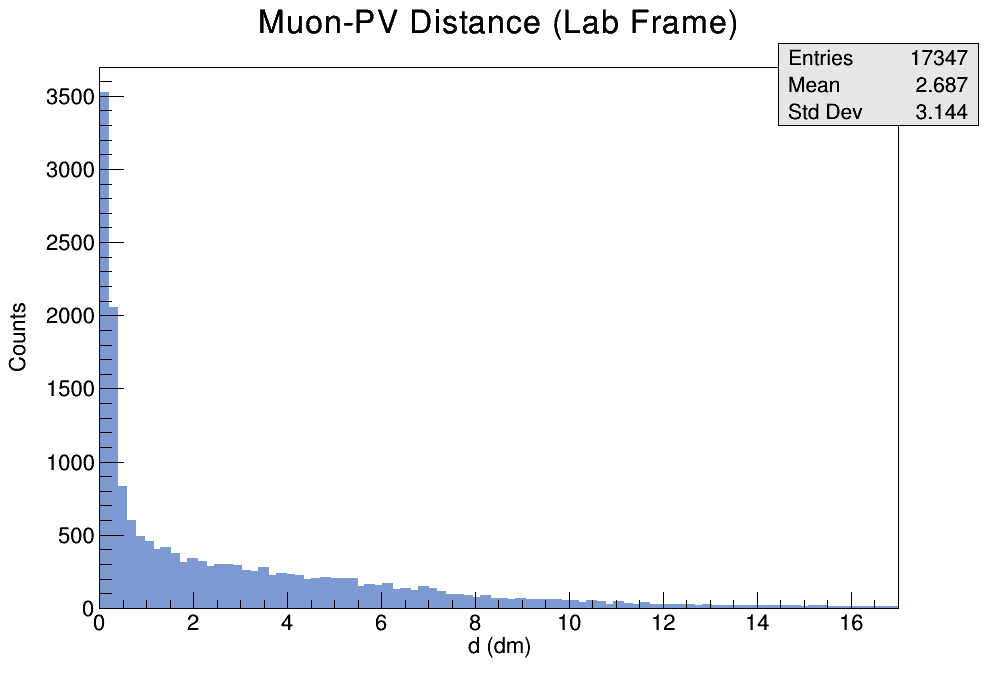 Muon-PV Distance (Lab Frame)
Entries 17347
Mean 2.687
Std Dev 3.144
3500
3000
2500
2000
1500
1000
500
0
Counts
0 2 4 6 8 10 12 14 16
d (dm)